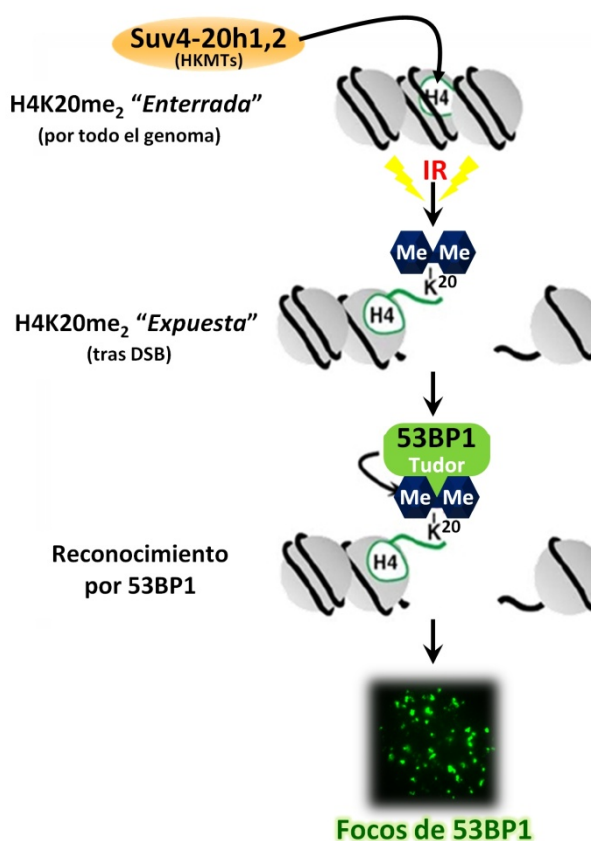 Suv4-20h1,2
(HKMTs)
H4K20me₂ “Enterrada”
(por todo el genoma)
H4
IR
Me Me
K²⁰
H4
H4K20me₂ “Expuesta”
(tras DSB)
53BP1
Tudor
Me Me
K²⁰
H4
Reconocimiento
por 53BP1
Focos de 53BP1